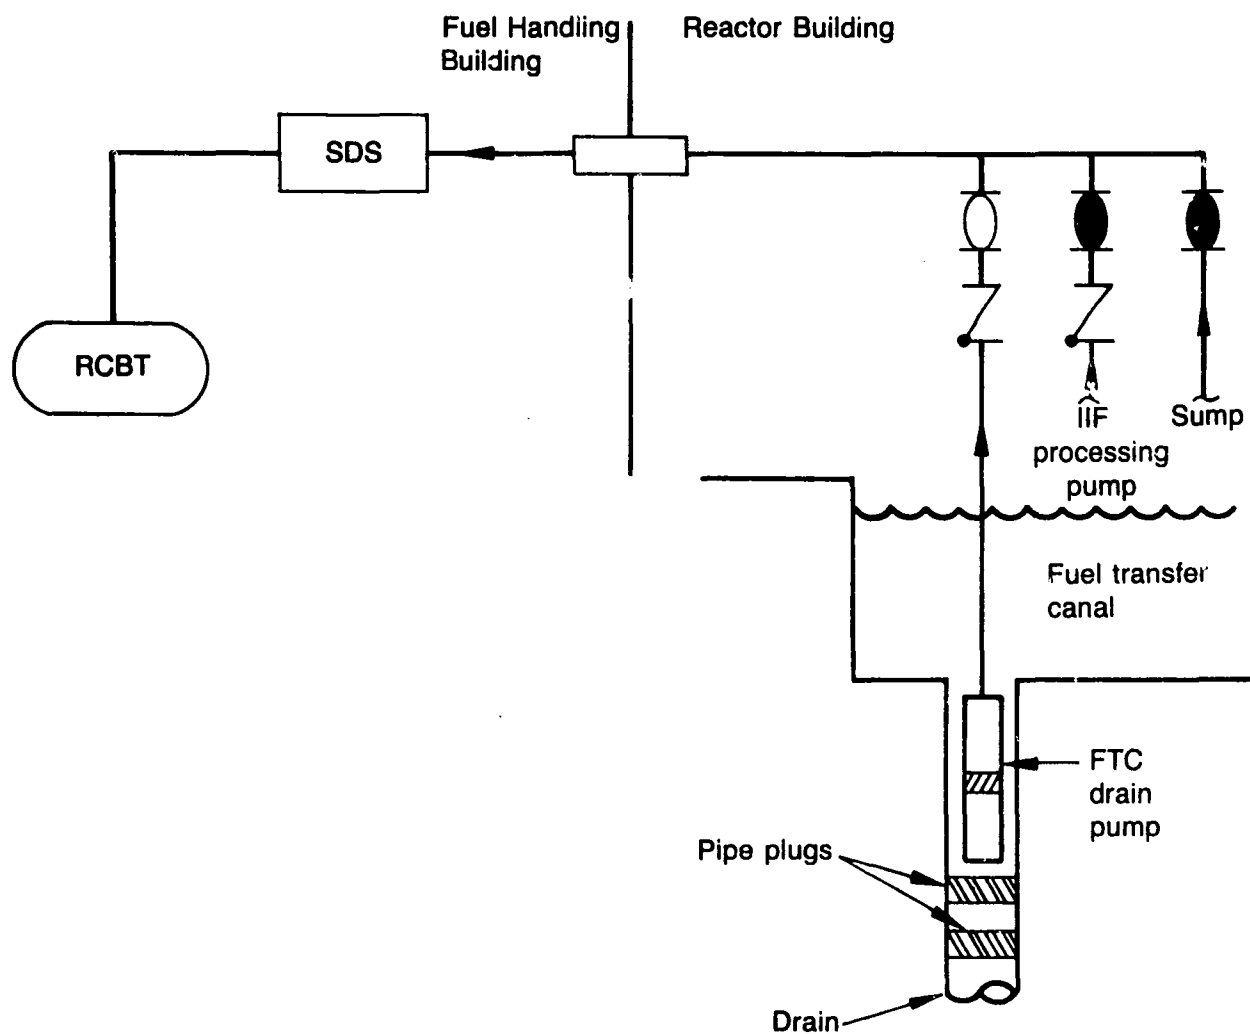 Fuel Handling
Building
Reactor Building
SDS
RCBT
IIF
processing
pump
Sump
Fuel transfer
canal
FTC
drain
pump
Pipe plugs
Drain